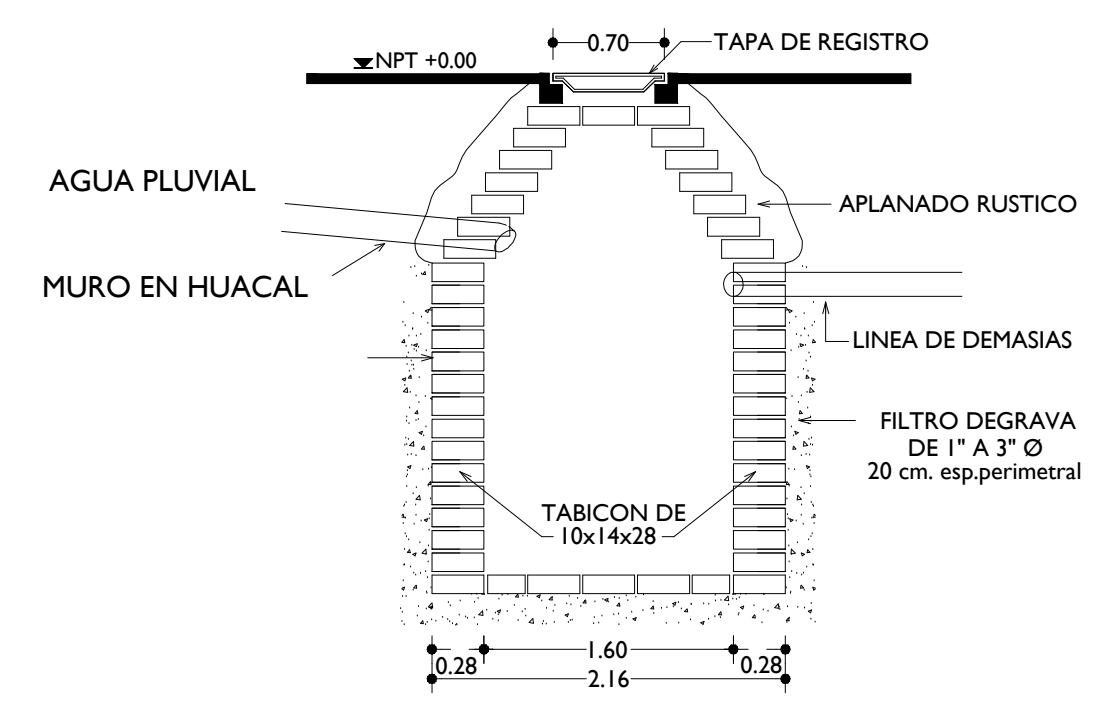 0.70
TAPA DE REGISTRO
NPT +0.00
AGUA PLUVIAL
APLANADO RUSTICO
MURO EN HUACAL
LINEA DE DEMASIAS
FILTRO DEGRAVA
DE 1" A 3" Ø
20 cm. esp.perimetral
TABICON DE
10x14x28
0.28
1.60
0.28
2.16